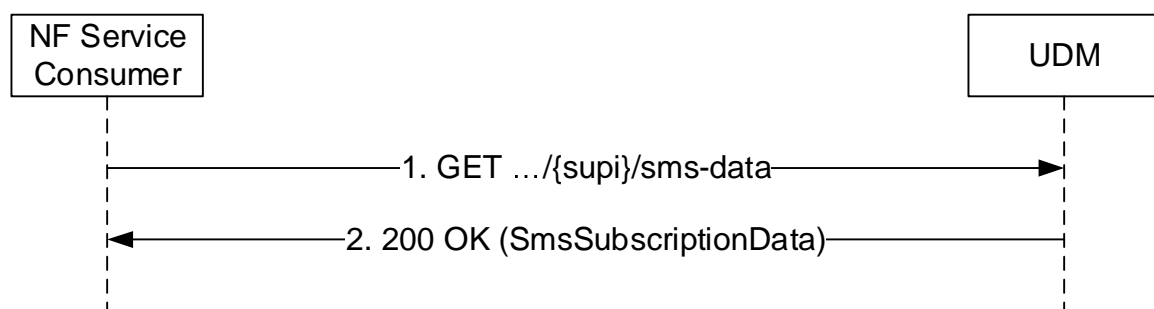 NF Service
Consumer
UDM
1. GET …/{supi}/sms-data
2. 200 OK (SmsSubscriptionData)